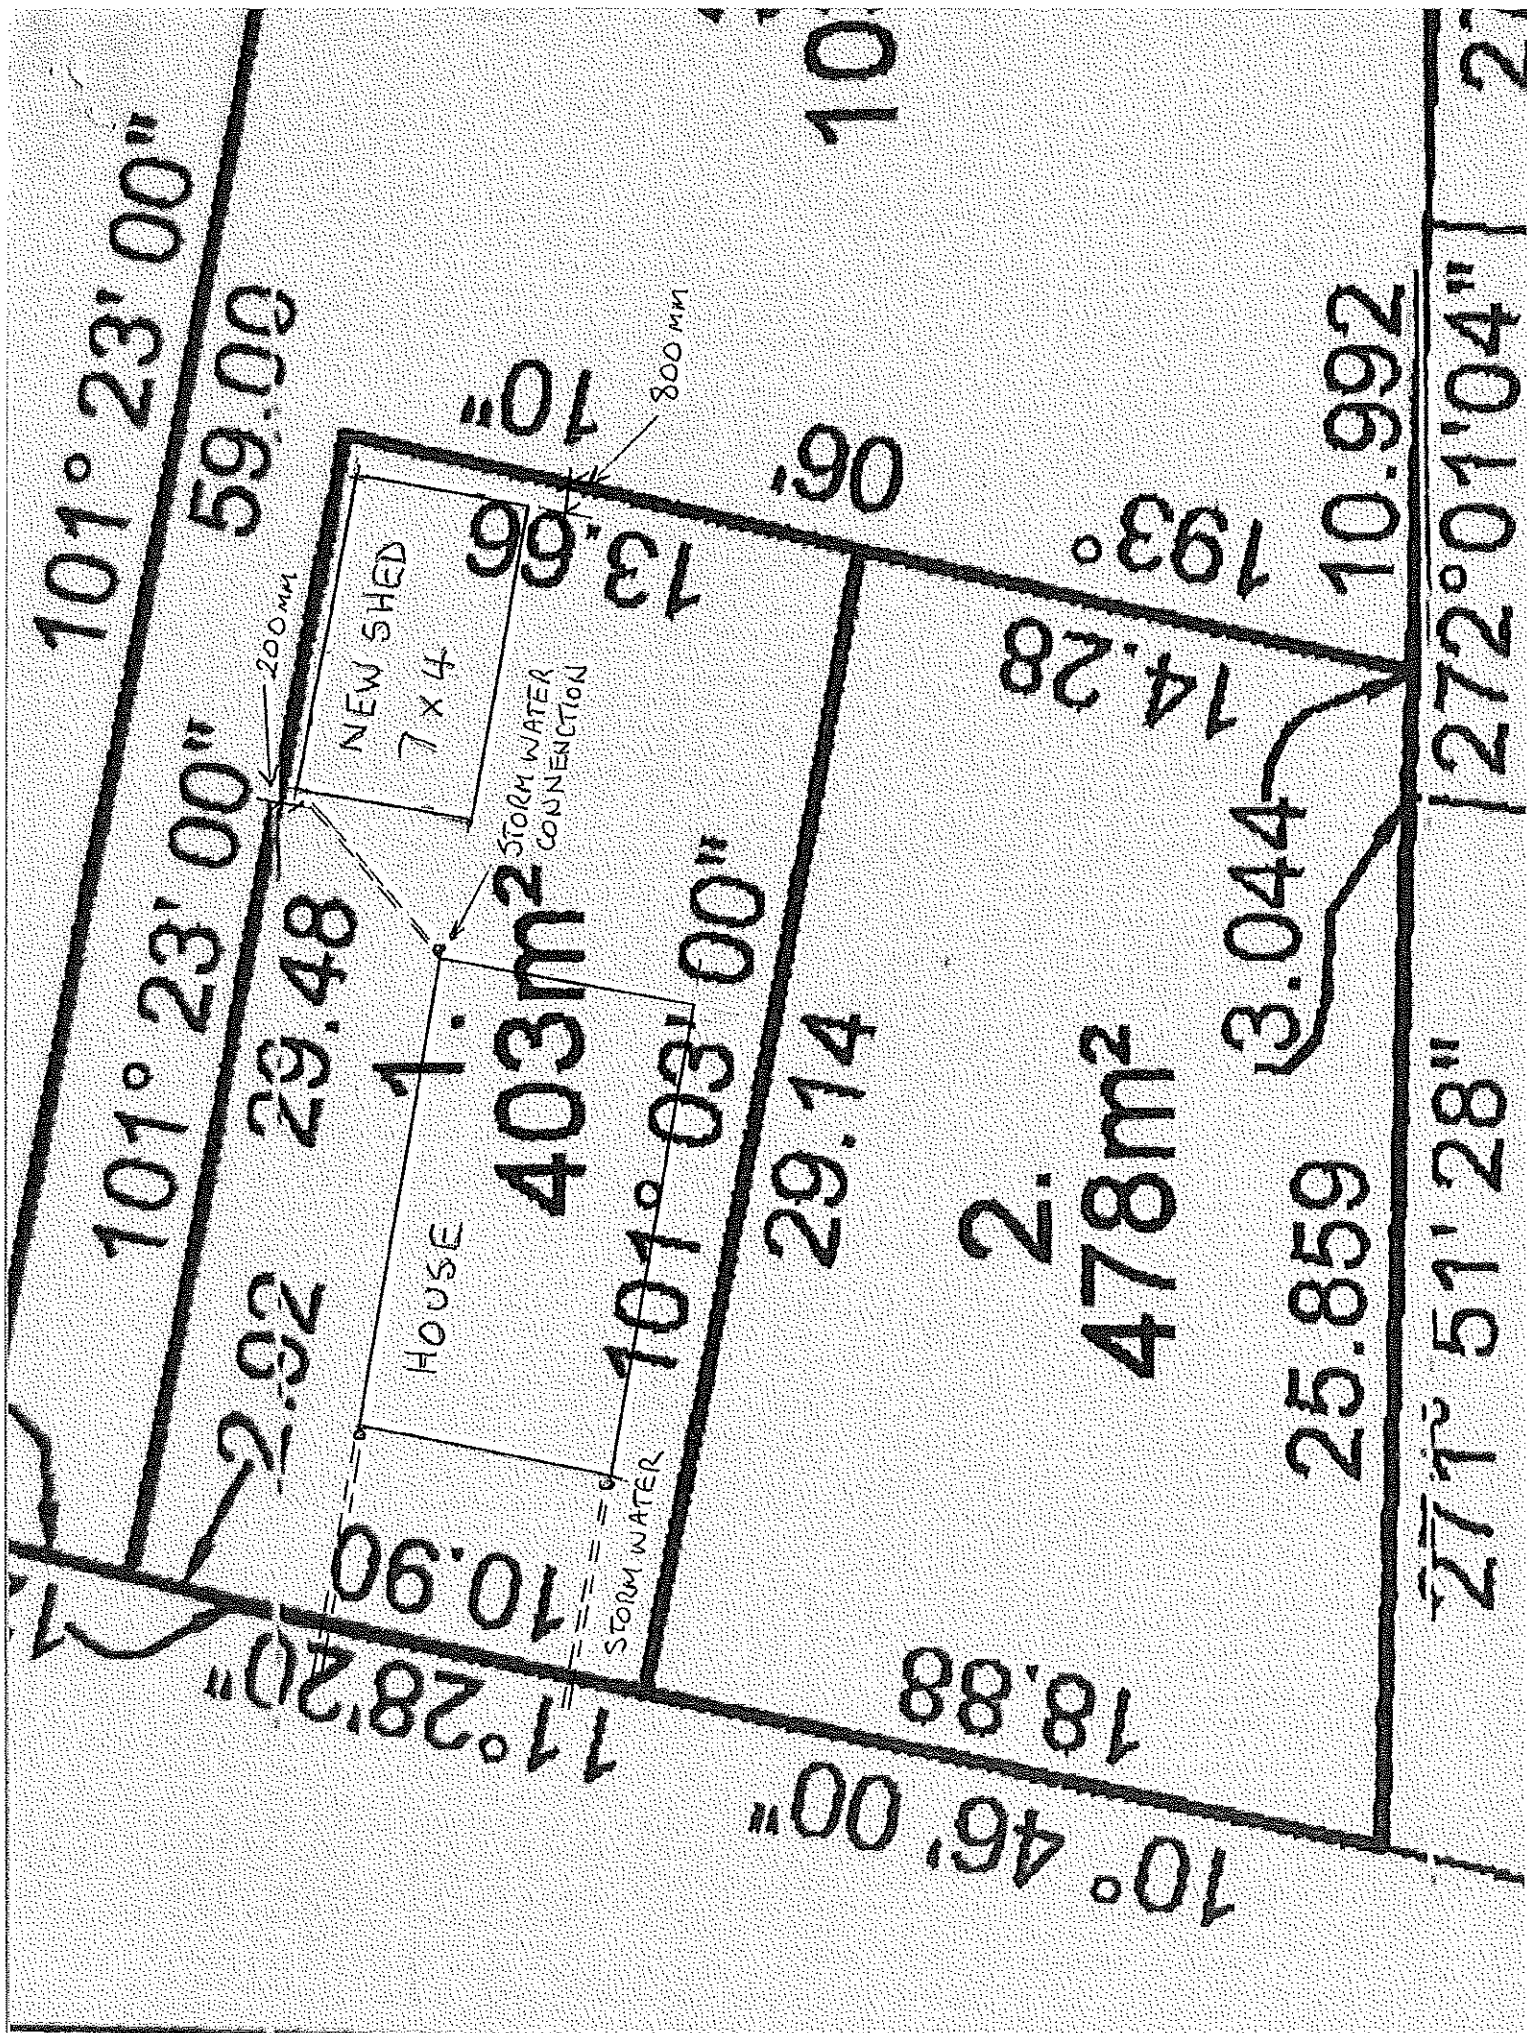 101° 23' 00"
59.00
101° 23' 00"
200MM
29.48
2.92
NEW SHED
7 X 4
1.
403m²
HOUSE
STORM WATER
CONNENCTION
STORM WATER
10.90
11°28'20"
13.66
800MM
193° 06' 10"
101° 03' 00"
29.14
14.28
2.
478m²
3.044
18.88
10° 46' 00"
25.859
10.992
271° 51' 28"
272°01'04"